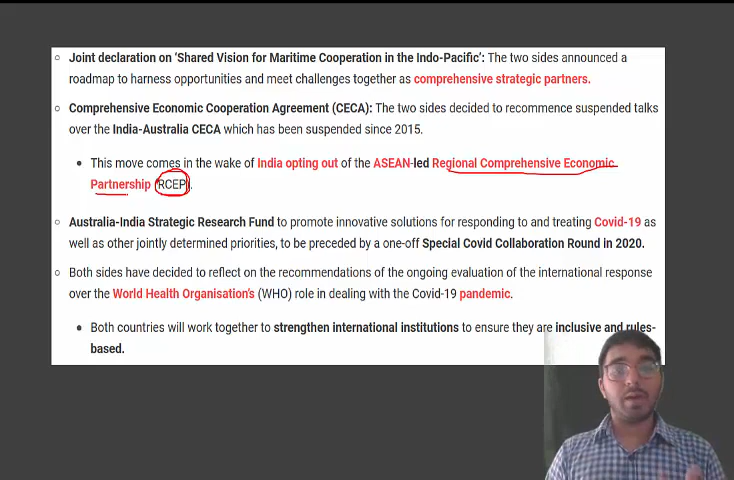 Joint declaration on 'Shared Vision for Maritime Cooperation in the Indo-Pacific': The two sides announced a
roadmap to harness opportunities and meet challenges together as comprehensive strategic partners.
Comprehensive Economic Cooperation Agreement (CECA): The two sides decided to recommence suspended talks
over the India-Australia CECA which has been suspended since 2015.
This move comes in the wake of India opting out of the ASEAN-led Regional Comprehensive Economic
Partnership (RCEP).
Australia-India Strategic Research Fund to promote innovative solutions for responding to and treating Covid-19 as
well as other jointly determined priorities, to be preceded by a one-off Special Covid Collaboration Round in 2020.
Both sides have decided to reflect on the recommendations of the ongoing evaluation of the international response
over the World Health Organisation's (WHO) role in dealing with the Covid-19 pandemic.
Both countries will work together to strengthen international institutions to ensure they are inclusive and rules-
based.